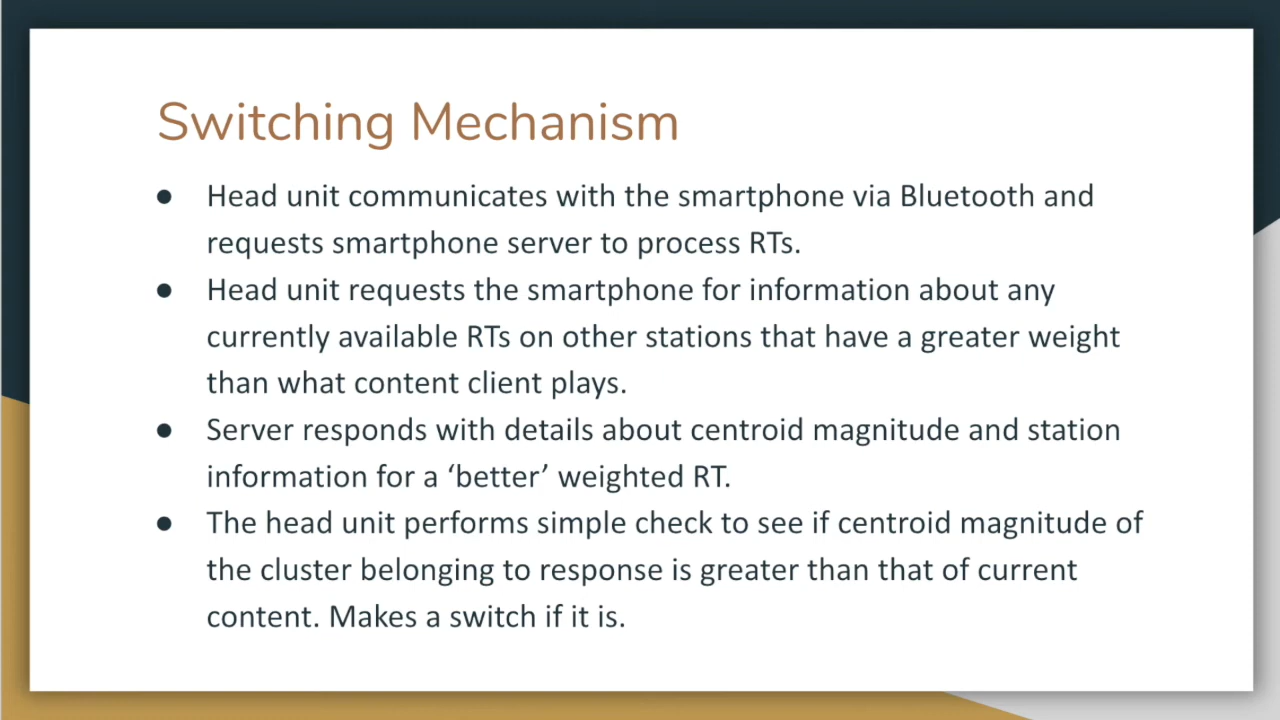 Switching Mechanism
● Head unit communicates with the smartphone via Bluetooth and
requests smartphone server to process RTs.
● Head unit requests the smartphone for information about any
currently available RTs on other stations that have a greater weight
than what content client plays.
● Server responds with details about centroid magnitude and station
information for a ‘better’ weighted RT.
● The head unit performs simple check to see if centroid magnitude of
the cluster belonging to response is greater than that of current
content. Makes a switch if it is.